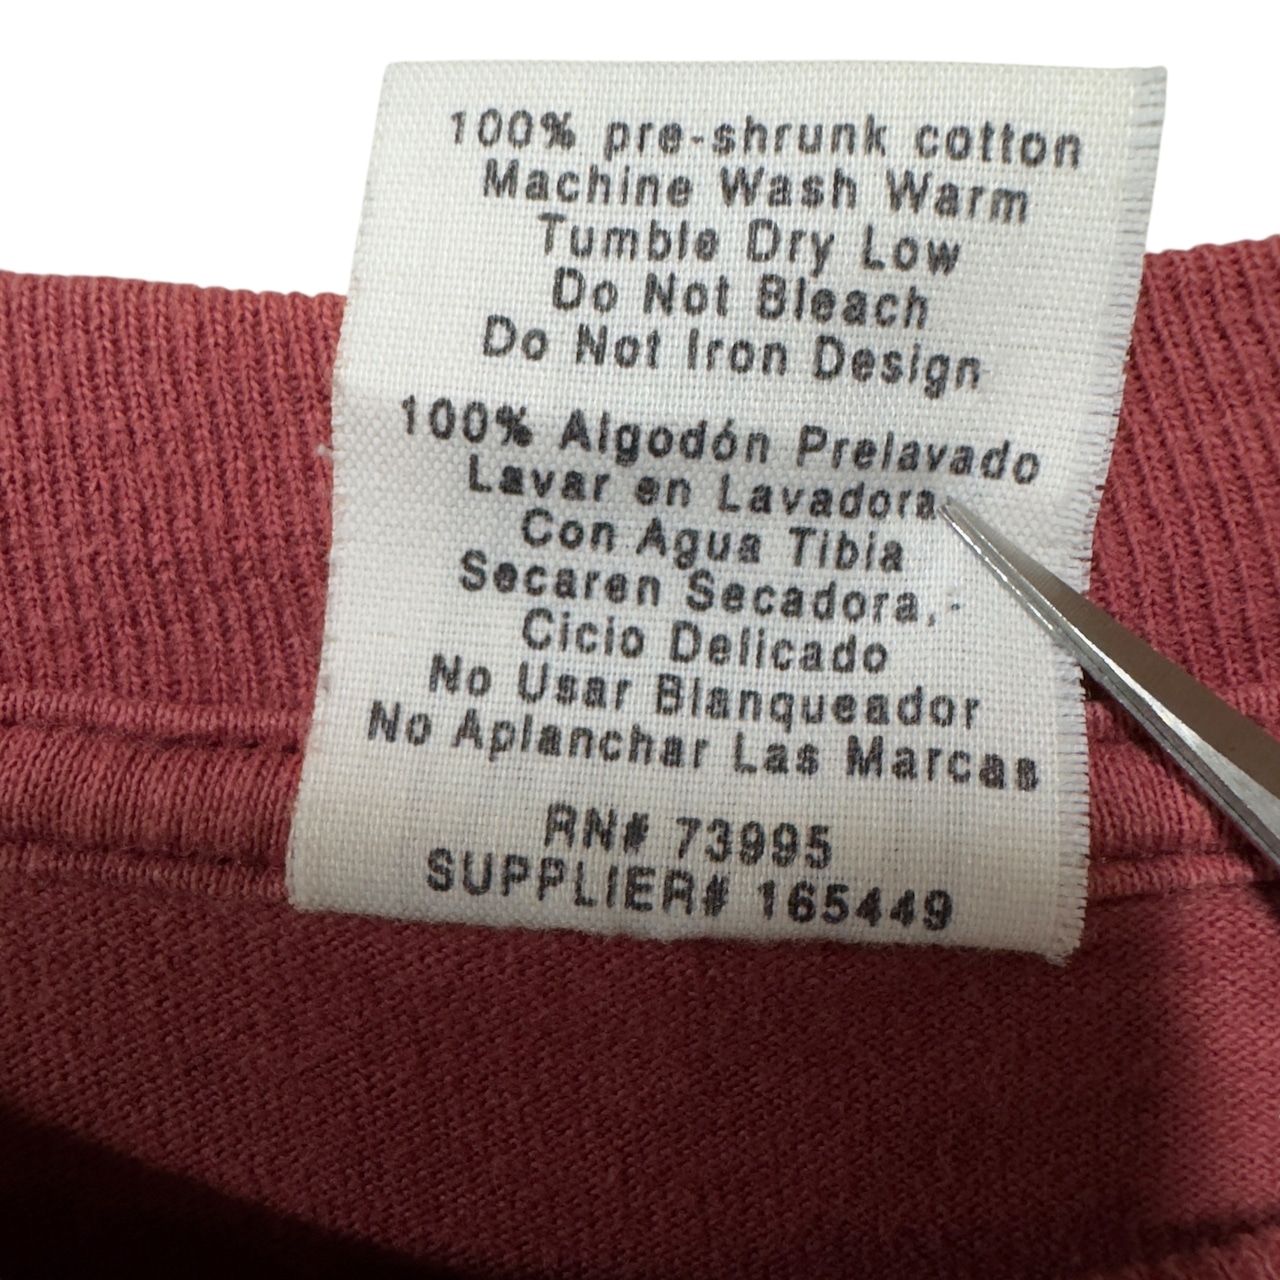 100% pre-shrunk cotton
Machine Wash Warm
Tumble Dry Low
Do Not Bleach
Do Not Iron Design
100% Algodón Prelavado
Lavar en Lavadora
Con Agua Tibia
Secaren Secadora,-
Cicio Delicado
No Usar Blanqueador
No Aplanchar Las Marcas
RN# 73995
SUPPLIER# 165449